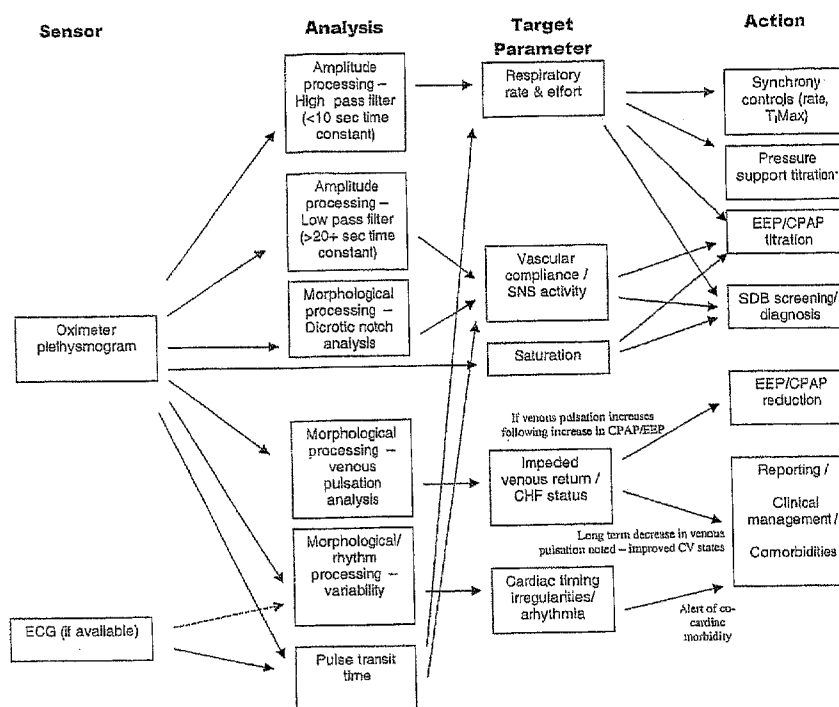 Sensor
Analysis
Target
Parameter
Action
Amplitude
processing –
High pass filter
(<10 sec time
constant)
Amplitude
processing –
Low pass filter
(>20+ sec time
constant)
Morphological
processing –
Dicrotic notch
analysis
Oximeter
plethysmogram
Morphological
processing –
venous
pulsation
analysis
Morphological/
rhythm
processing –
variability
ECG (if available)
Pulse transit
time
Respiratory
rate & effort
Vascular
compliance /
SNS activity
Saturation
If venous pulsation increases
following increase in CPAP/EEP
Impeded
venous return /
CHF status
Long term decrease in venous
pulsation noted – improved CV states
Cardiac timing
irregularities/
arhythmia
Alert of co-
cardiac
morbidity
Synchrony
controls (rate,
TiMax)
Pressure
support titration
EEP/CPAP
titration
SDB screening/
diagnosis
EEP/CPAP
reduction
Reporting /
Clinical
management /
Comorbidities